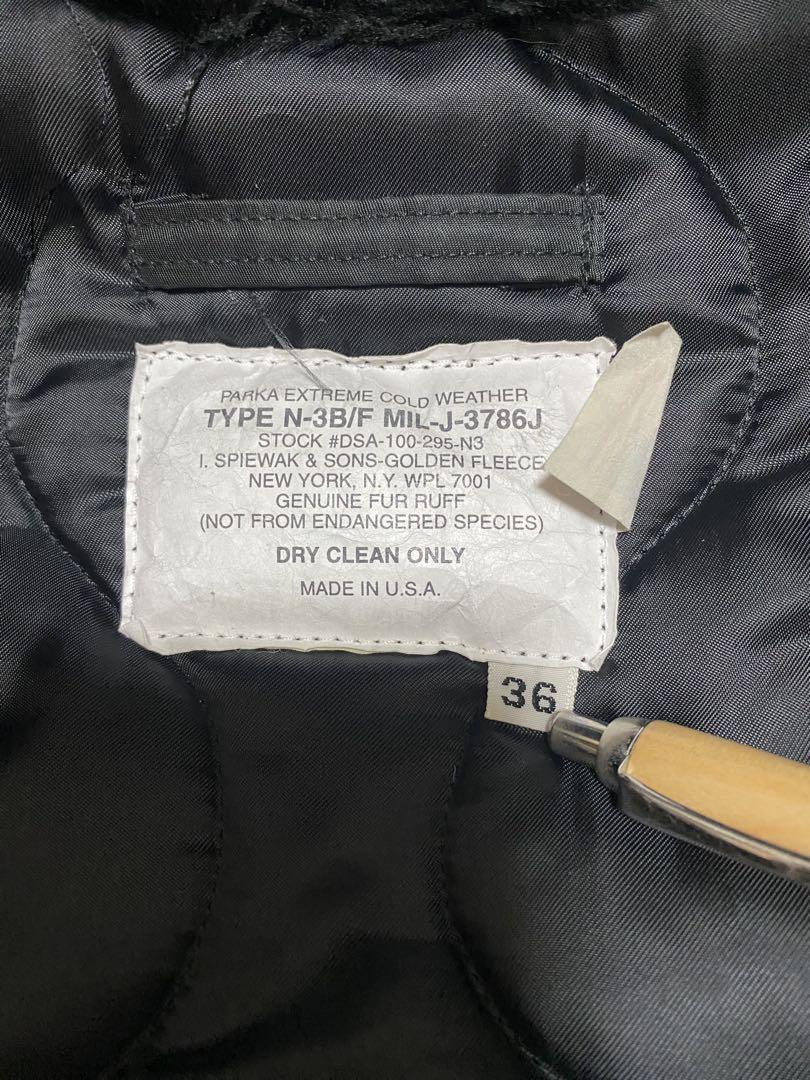 PARKA EXTREME COLD WEATHER
TYPE N-3B/F MIL-J-3786J
STOCK #DSA-100-295-N3
I. SPIEWAK & SONS-GOLDEN FLEECE
NEW YORK, N.Y. WPL 7001
GENUINE FUR RUFF
(NOT FROM ENDANGERED SPECIES)
DRY CLEAN ONLY
MADE IN U.S.A.
36